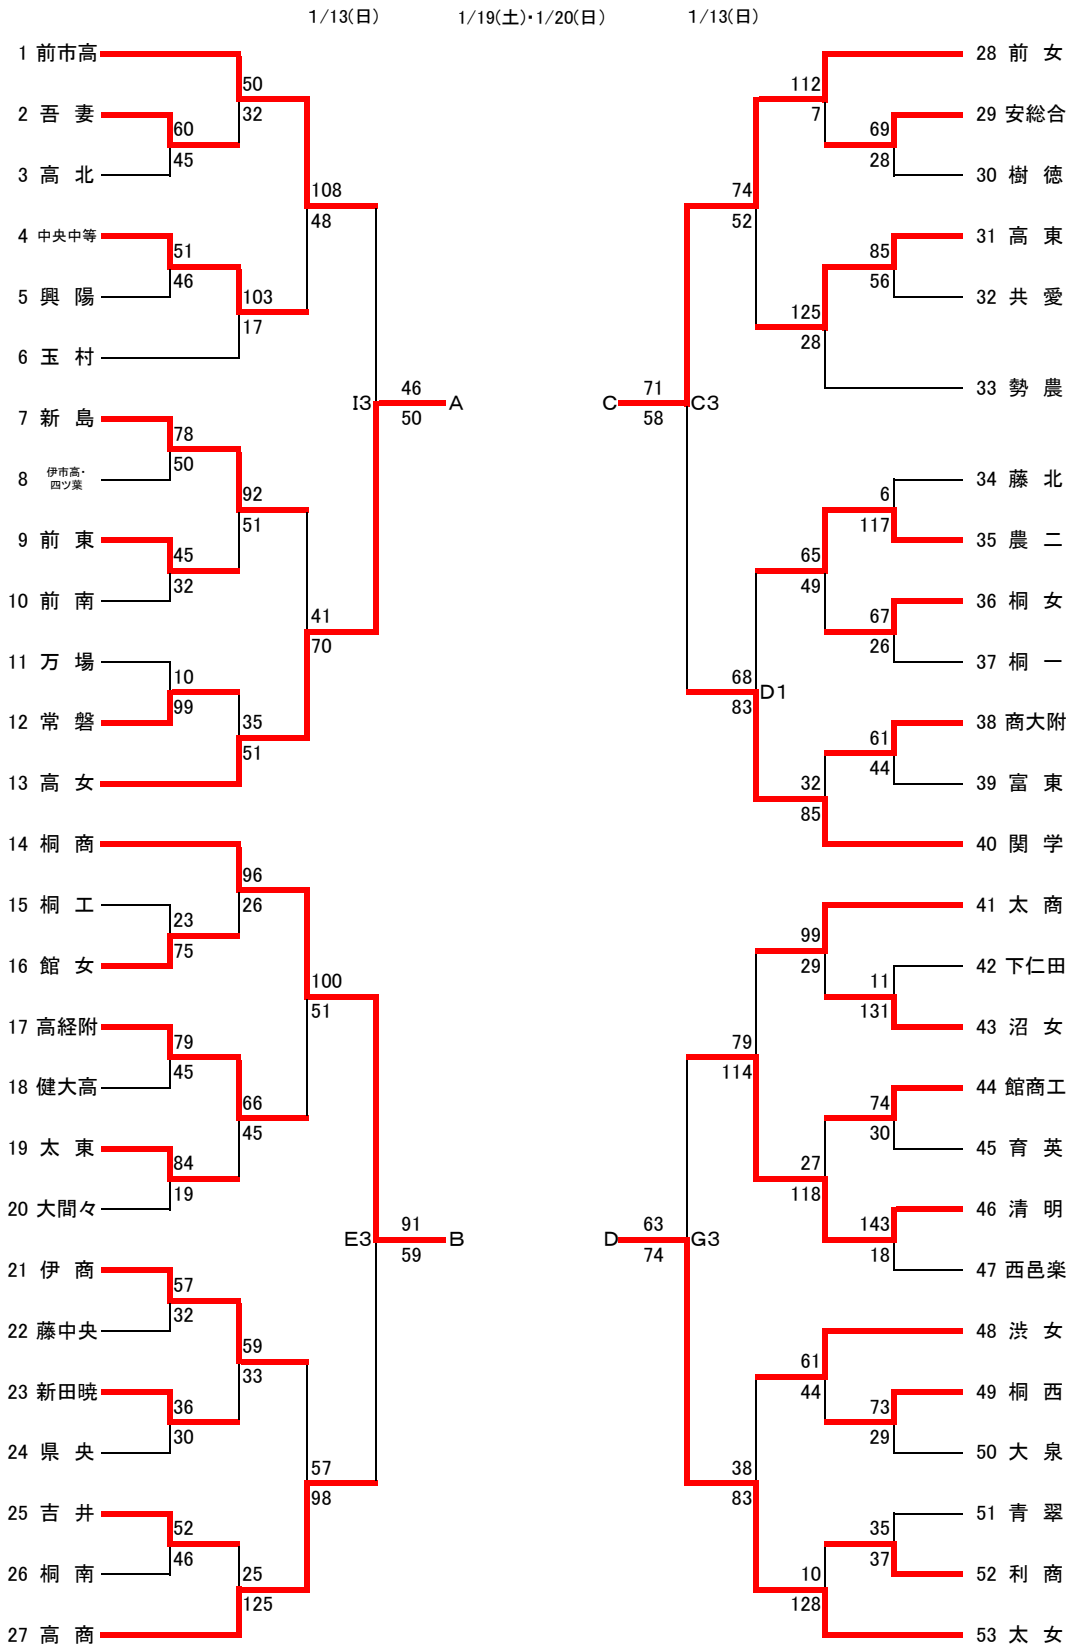 1/13(日) 1/19(土)・1/20(日) 1/13(日)
1 前市高
50
32
2 吾 妻
60
45
3 高 北
108
48
4 中央中等
51
46
5 興 陽
103
17
6 玉 村
I3
46
50
A
7 新 島
78
50
8 伊市高・
四ツ葉
92
51
9 前 東
45
32
10 前 南
41
70
11 万 場
10
99
12 常 磐
35
51
13 高 女
14 桐 商
96
26
15 桐 工
23
75
16 館 女
100
51
17 高経附
79
45
18 健大高
66
45
19 太 東
84
19
20 大間々
E3
91
59
B
21 伊 商
57
32
22 藤中央
59
33
23 新田暁
36
30
24 県 央
57
98
25 吉 井
52
46
26 桐 南
25
125
27 高 商
28 前 女
112
7
29 安総合
69
28
30 樹 徳
74
52
31 高 東
85
56
32 共 愛
125
28
33 勢 農
C
71
58
C3
34 藤 北
6
117
35 農 二
65
49
36 桐 女
67
26
37 桐 一
68
83
D1
38 商大附
61
44
39 富 東
32
85
40 関 学
41 太 商
99
29
42 下仁田
11
131
43 沼 女
79
114
44 館商工
74
30
45 育 英
27
118
46 清 明
143
18
47 西邑楽
D
63
74
G3
48 渋 女
61
44
49 桐 西
73
29
50 大 泉
38
83
51 青 翠
35
37
52 利 商
10
128
53 太 女